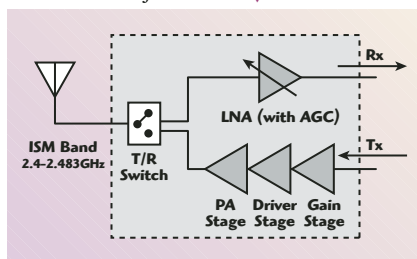 Rx
LNA (with AGC)
ISM Band
2.4–2.483GHz
T/R
Switch
Tx
PA
Stage
Driver
Stage
Gain
Stage